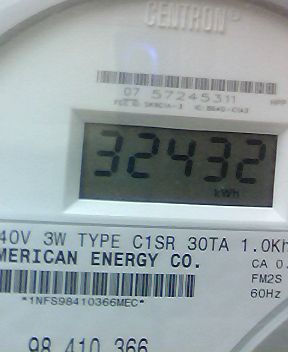 CENTRON®
07 57245311
32432
kWh
40V 3W TYPE C1SR 30TA 1.0Kh
MERICAN ENERGY CO.
CA 0.
FM2S
60Hz
*1NFS98410366MEC*
98 410 366